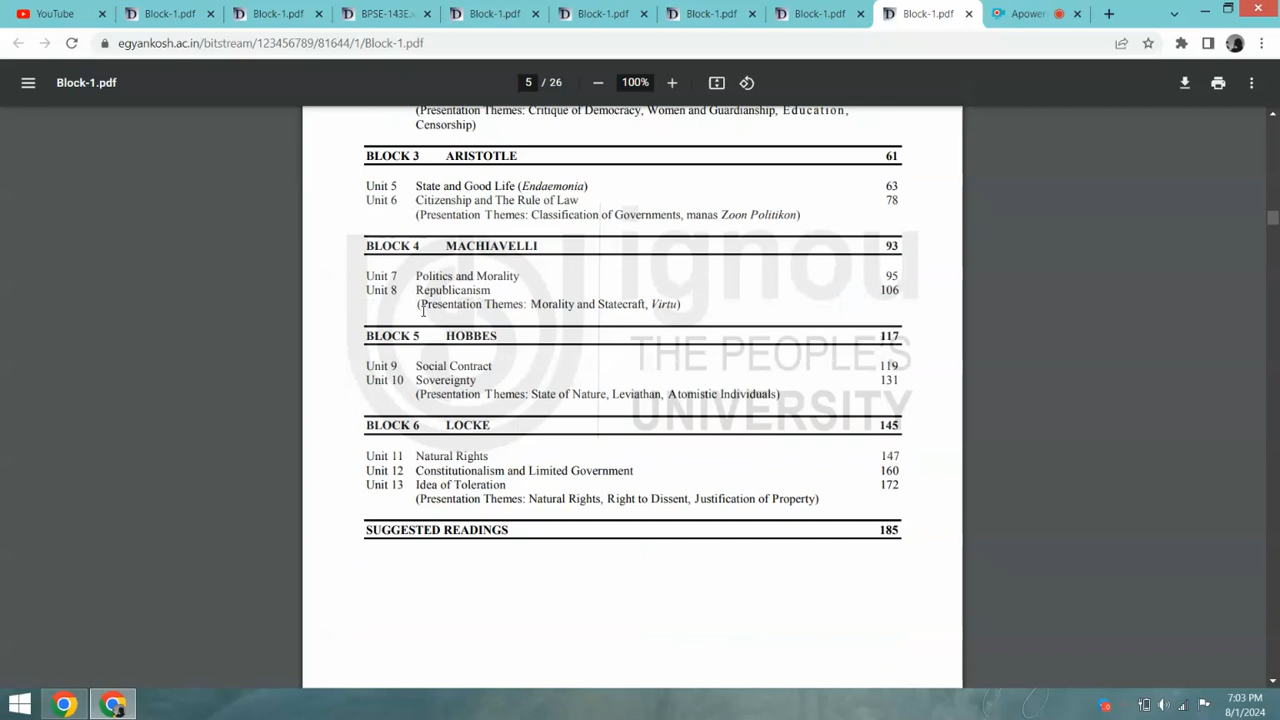 YouTube
Block-1.pdf
Block-1.pdf
BPSE-143E
Block-1.pdf
Block-1.pdf
Block-1.pdf
Block-1.pdf
Block-1.pdf
Apower
egyankosh.ac.in/bitstream/123456789/81644/1/Block-1.pdf
Block-1.pdf 5 / 26 100%
(Presentation Themes: Critique of Democracy, Women and Guardianship, Education,
Censorship)
BLOCK 3 ARISTOTLE 61
Unit 5 State and Good Life (Endaemonia) 63
Unit 6 Citizenship and The Rule of Law 78
(Presentation Themes: Classification of Governments, manas Zoon Politikon)
BLOCK 4 MACHIAVELLI 93
Unit 7 Politics and Morality 95
Unit 8 Republicanism 106
(Presentation Themes: Morality and Statecraft, Virtu)
BLOCK 5 HOBBES 117
Unit 9 Social Contract 119
Unit 10 Sovereignty 131
(Presentation Themes: State of Nature, Leviathan, Atomistic Individuals)
BLOCK 6 LOCKE 145
Unit 11 Natural Rights 147
Unit 12 Constitutionalism and Limited Government 160
Unit 13 Idea of Toleration 172
(Presentation Themes: Natural Rights, Right to Dissent, Justification of Property)
SUGGESTED READINGS 185
ignou
THE PEOPLE'S
UNIVERSITY
7:03 PM
8/1/2024